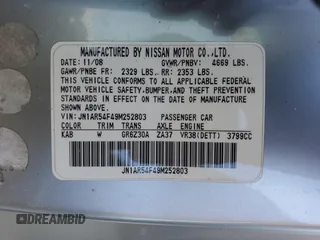 MANUFACTURED BY NISSAN MOTOR CO.,LTD.
DATE: 11/08 GVWR/PNBV: 4669 LBS.
GAWR/PNBE FR: 2329 LBS. RR: 2353 LBS.
THIS VEHICLE CONFORMS TO ALL APPLICABLE FEDERAL
MOTOR VEHICLE SAFETY,BUMPER,AND THEFT PREVENTION
STANDARDS IN EFFECT ON THE DATE OF MANUFACTURE
SHOWN ABOVE.
VIN: JN1AR54F49M252803 PASSENGER CAR
COLOR TRIM TRANS AXLE ENGINE
KAB W GR6Z30A ZA37 VR38(DETT) 3799CC
JN1AR54F49M252803
DREAMBID